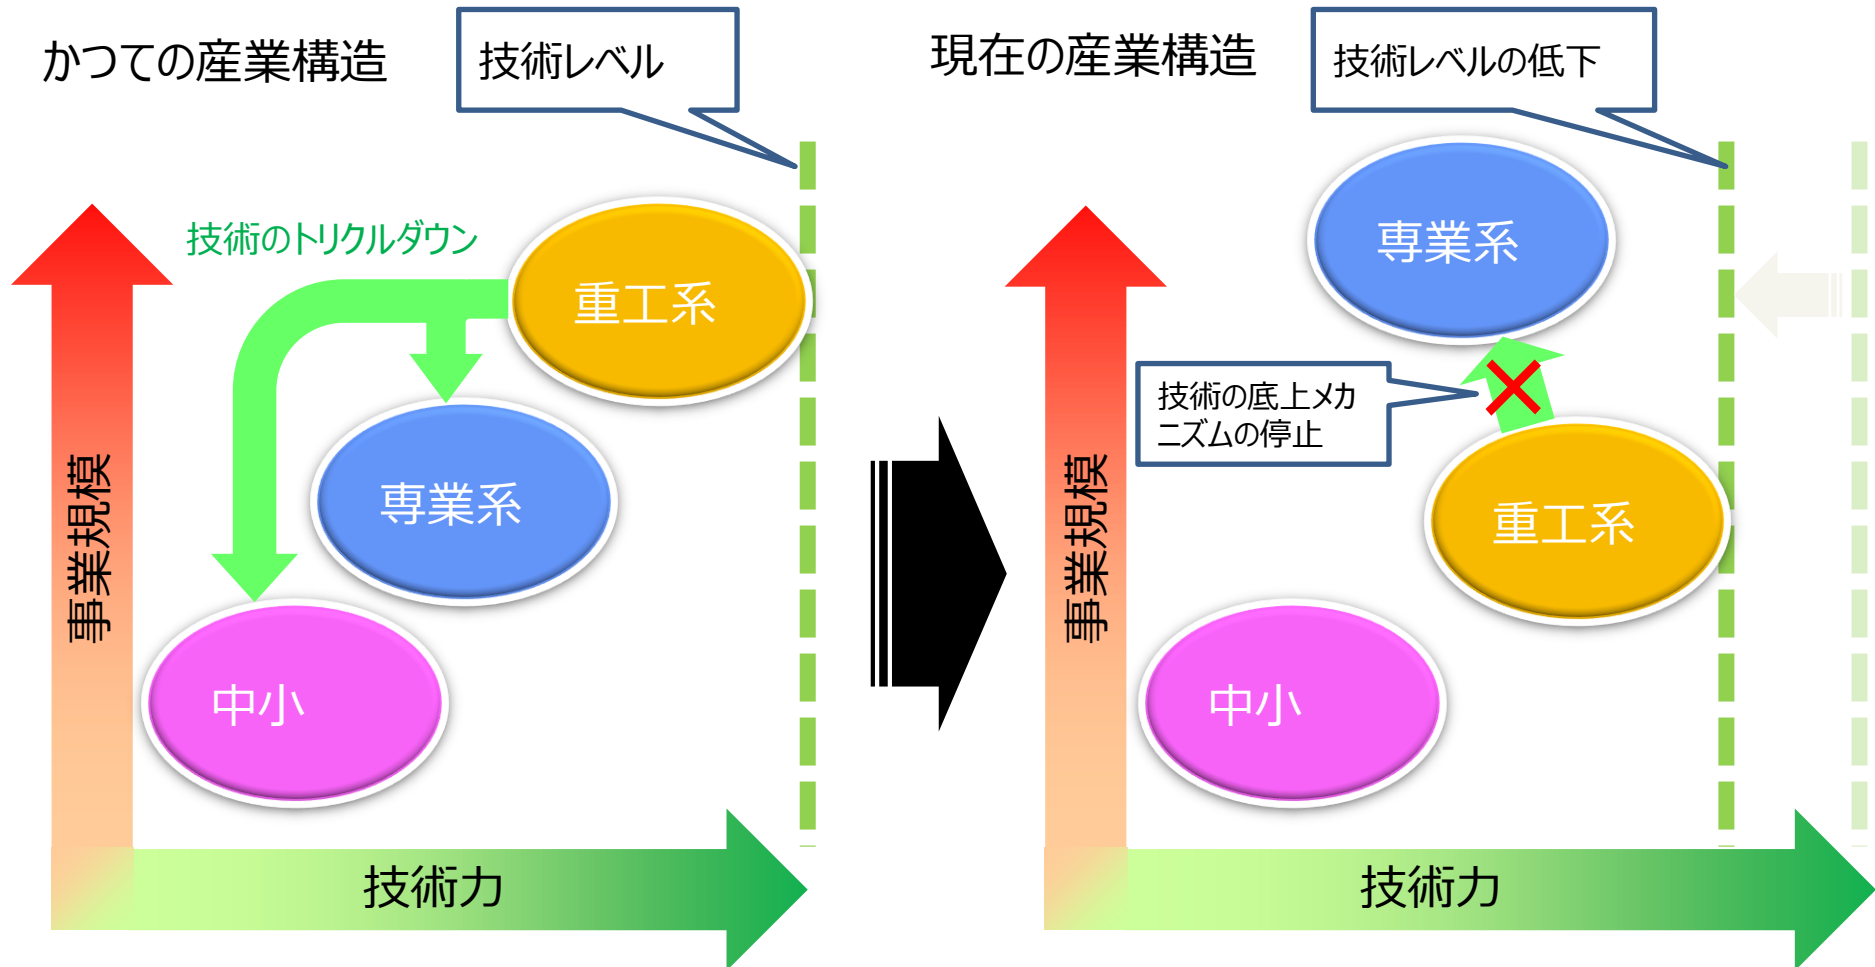 かつての産業構造
技術レベル
技術のトリクルダウン
重工系
専業系
中小
事業規模
技術力
現在の産業構造
技術レベルの低下
専業系
技術の底上メカ
ニズムの停止
重工系
中小
事業規模
技術力